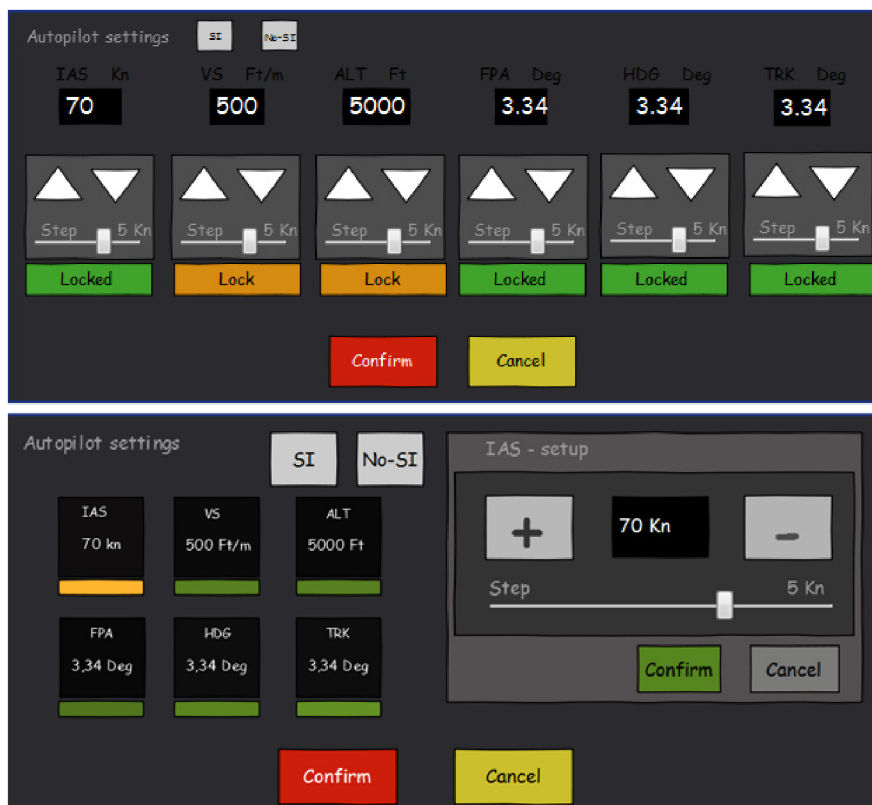 Autopilot settings SI No-SI
IAS Kn VS Ft/m ALT Ft FPA Deg HDG Deg TRK Deg
70 500 5000 3.34 3.34 3.34
Step 5 Kn Step 5 Kn Step 5 Kn Step 5 Kn Step 5 Kn Step 5 Kn
Locked Lock Lock Locked Locked Locked
Confirm Cancel
Autopilot settings SI No-SI
IAS VS ALT
70 kn 500 Ft/m 5000 Ft
FPA HDG TRK
3,34 Deg 3,34 Deg 3,34 Deg
IAS - setup
+ 70 Kn -
Step 5 Kn
Confirm Cancel
Confirm Cancel